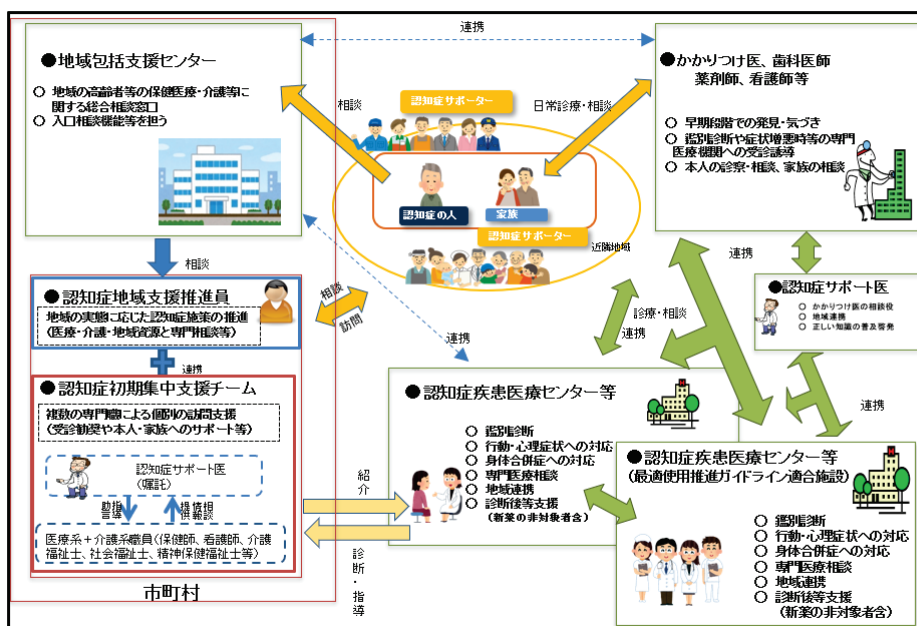 連携
●地域包括支援センター
○ 地域の高齢者等の保健医療・介護等に
関する総合相談窓口
○ 入口相談機能等を担う
相談
認知症サポーター
日常診療・相談
●かかりつけ医、歯科医師
薬剤師、看護師等
○ 早期段階での発見・気づき
○ 鑑別診断や症状増悪時等の専門
医療機関への受診誘導
○ 本人の診察・相談、家族の相談
認知症の人
家族
認知症サポーター
近隣地域
相談
●認知症地域支援推進員
地域の実態に応じた認知症施策の推進
(医療・介護・地域資源と専門相談等)
相談
訪問
連携
診療・相談
連携
連携
●認知症サポート医
○ かかりつけ医の相談役
○ 地域連携
○ 正しい知識の普及啓発
連携
連携
●認知症初期集中支援チーム
複数の専門職による個別の訪問支援
(受診勧奨や本人・家族へのサポート等)
認知症サポート医
(嘱託)
指導
助言
情報提供
相談
医療系+介護系職員(保健師、看護師、介護
福祉士、社会福祉士、精神保健福祉士等)
市町村
紹介
診断・指導
●認知症疾患医療センター等
○ 鑑別診断
○ 行動・心理症状への対応
○ 身体合併症への対応
○ 専門医療相談
○ 地域連携
○ 診断後等支援
(新薬の非対象者含)
●認知症疾患医療センター等
(最適使用推進ガイドライン適合施設)
○ 鑑別診断
○ 行動・心理症状への対応
○ 身体合併症への対応
○ 専門医療相談
○ 地域連携
○ 診断後等支援
(新薬の非対象者含)